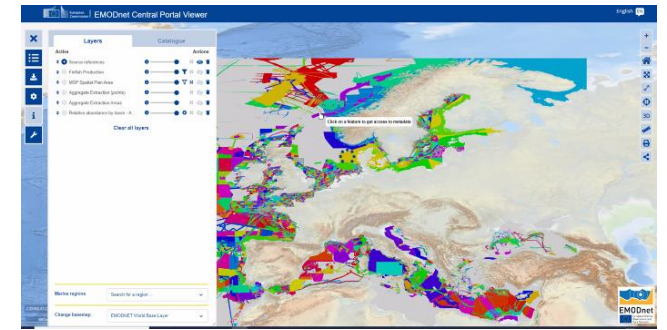 EMODnet Central Portal Viewer
English EN
Layers Catalogue
Active Actions
Source references
Finfish Production
MSP Spatial Plan Area
Aggregate Extraction (points)
Aggregate Extraction Areas
Relative abundance by taxon - A
Clear all layers
Click on a feature to get access to metadata
3D
Marine regions Search for a region ...
Change basemap EMODNET World Base Layer
EMODnet